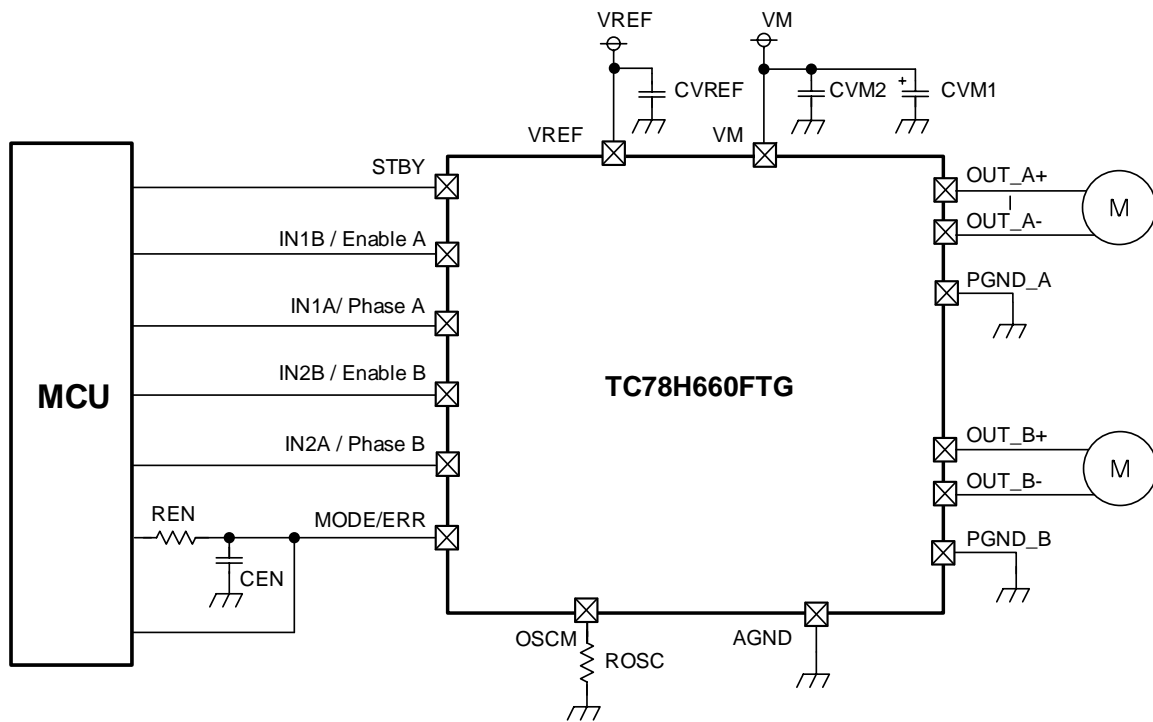 VREF
VM
CVREF
CVM2
+
CVM1
VREF
VM
STBY
OUT_A+
M
IN1B / Enable A
OUT_A-
PGND_A
IN1A/ Phase A
MCU
TC78H660FTG
IN2B / Enable B
IN2A / Phase B
OUT_B+
M
OUT_B-
REN
MODE/ERR
PGND_B
CEN
OSCM
ROSC
AGND